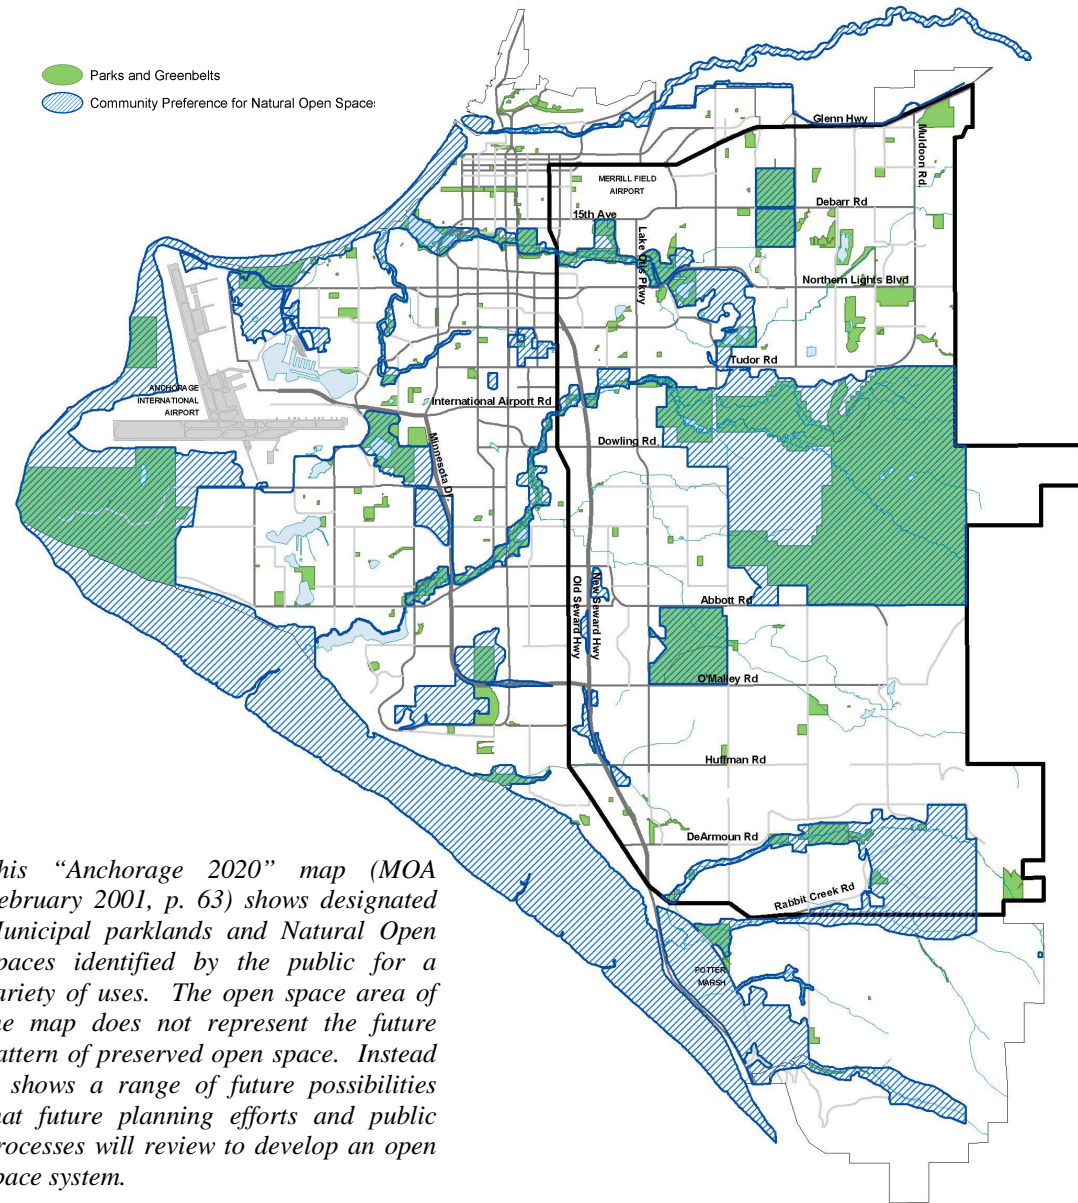 Parks and Greenbelts
Community Preference for Natural Open Space
Glenn Hwy
Muldoon Rd.
MERRILL FIELD
AIRPORT
Debarr Rd
15th Ave
Lake Otis Pkwy
Northern Lights Blvd
Tudor Rd
ANCHORAGE
INTERNATIONAL
AIRPORT
International Airport Rd
Minnesota Dr.
Dowling Rd
Old Seward Hwy
New Seward Hwy
Abbott Rd
O'Malley Rd
Huffman Rd
DeArmoun Rd
Rabbit Creek Rd
POTTER
MARSH
his “Anchorage 2020” map (MOA
ebruary 2001, p. 63) shows designated
Municipal parklands and Natural Open
paces identified by the public for a
ariety of uses. The open space area of
he map does not represent the future
attern of preserved open space. Instead
shows a range of future possibilities
hat future planning efforts and public
rocesses will review to develop an open
pace system.